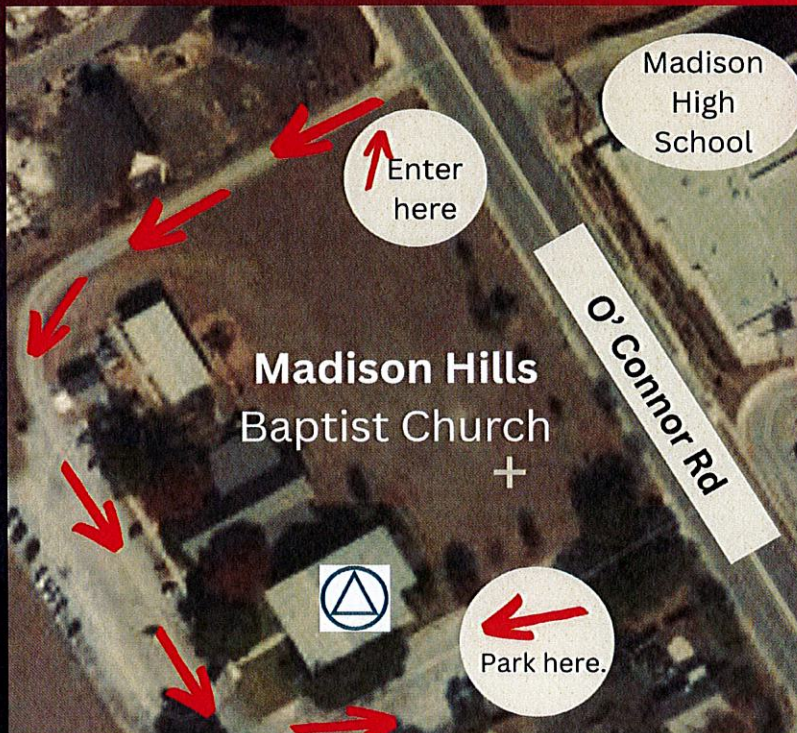 Madison
High
School
Enter
here
O' Connor Rd
Madison Hills
Baptist Church
Park here.